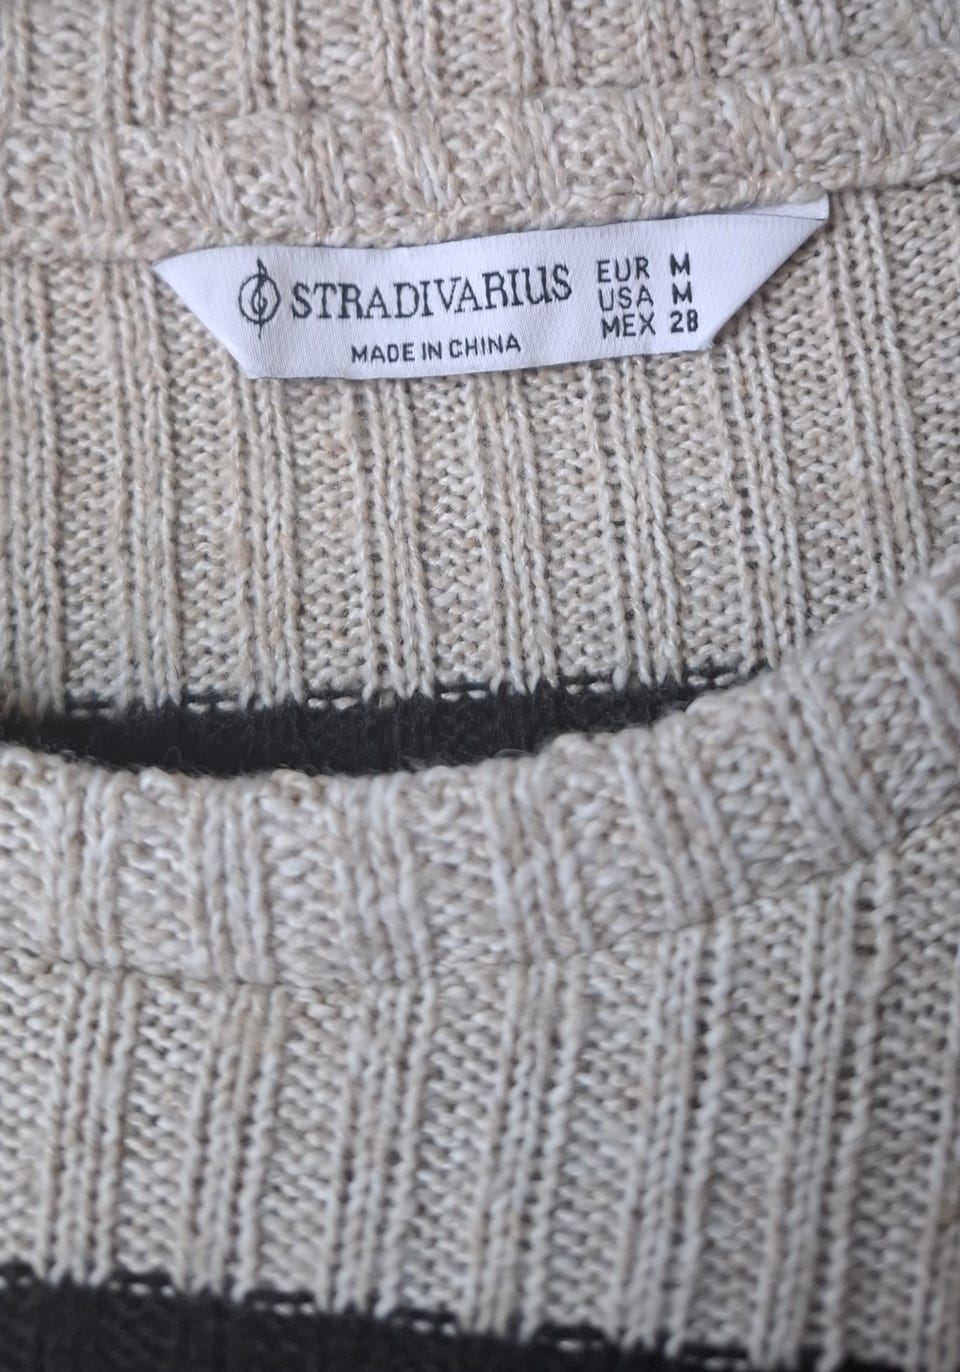 STRADIVARIUS
MADE IN CHINA
EUR M
USA M
MEX 28